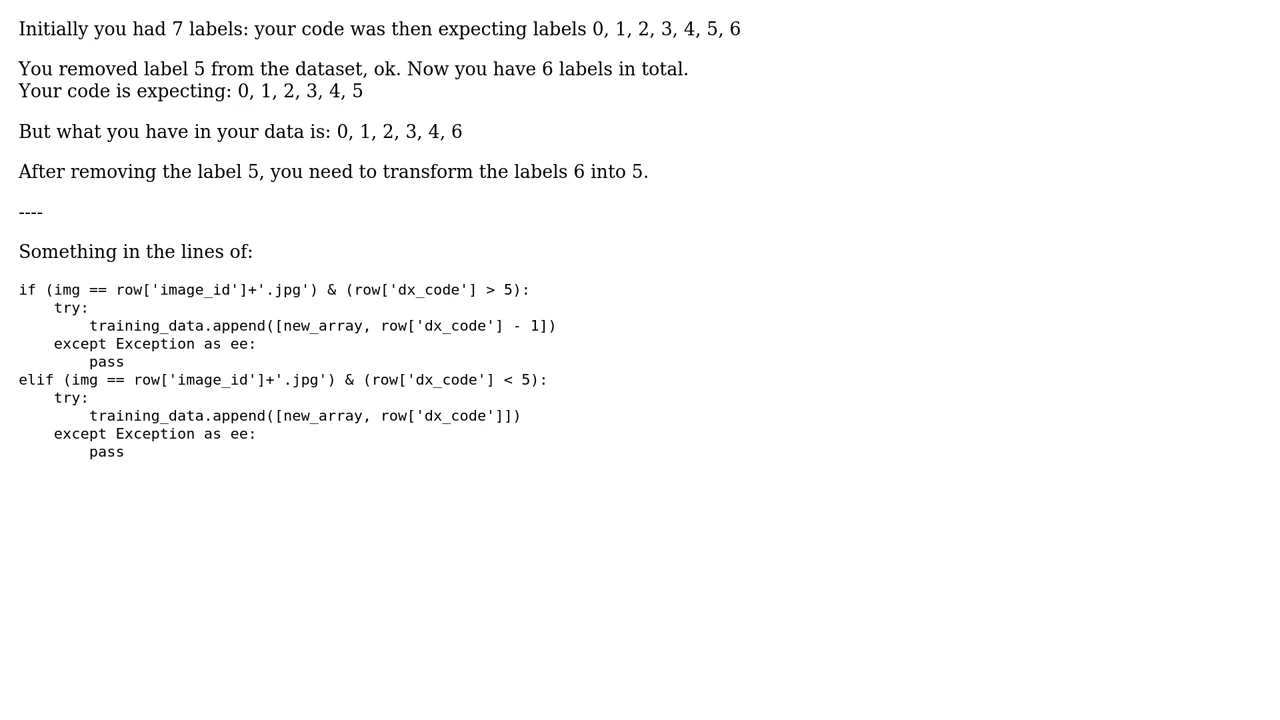 Initially you had 7 labels: your code was then expecting labels 0, 1, 2, 3, 4, 5, 6
You removed label 5 from the dataset, ok. Now you have 6 labels in total.
Your code is expecting: 0, 1, 2, 3, 4, 5
But what you have in your data is: 0, 1, 2, 3, 4, 6
After removing the label 5, you need to transform the labels 6 into 5.
----
Something in the lines of:
if (img == row['image_id']+'.jpg') & (row['dx_code'] > 5):
    try:
        training_data.append([new_array, row['dx_code'] - 1])
    except Exception as ee:
        pass
elif (img == row['image_id']+'.jpg') & (row['dx_code'] < 5):
    try:
        training_data.append([new_array, row['dx_code']])
    except Exception as ee:
        pass